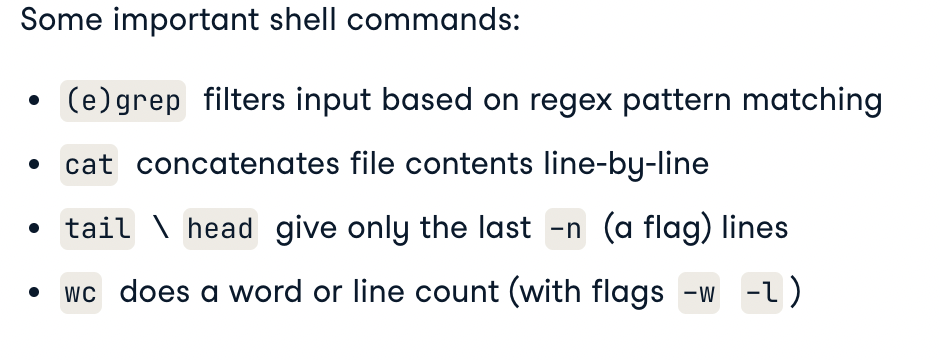 Some important shell commands:
• (e)grep filters input based on regex pattern matching
• cat concatenates file contents line-by-line
• tail \ head give only the last -n (a flag) lines
• wc does a word or line count (with flags -w -l)